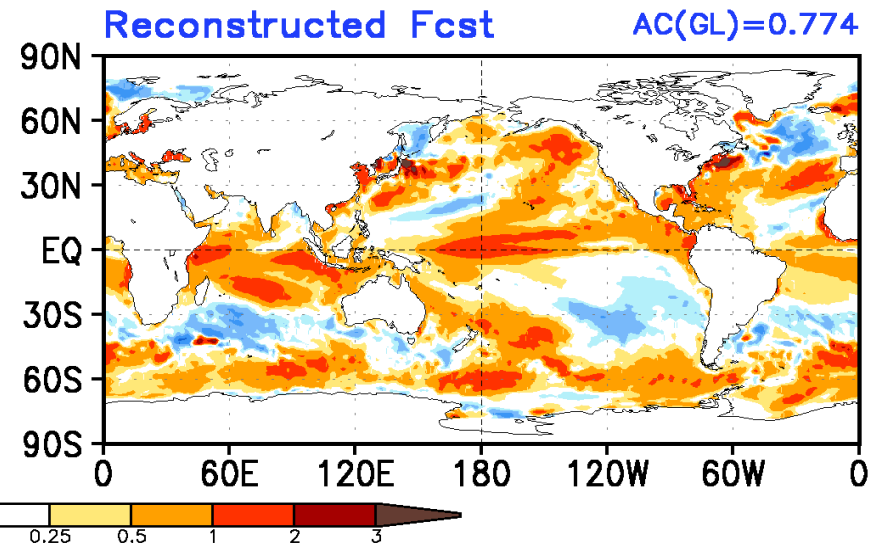 Reconstructed Fcst
AC(GL)=0.774
90N
60N
30N
EQ
30S
60S
90S
0 60E 120E 180 120W 60W 0
0.25 0.5 1 2 3